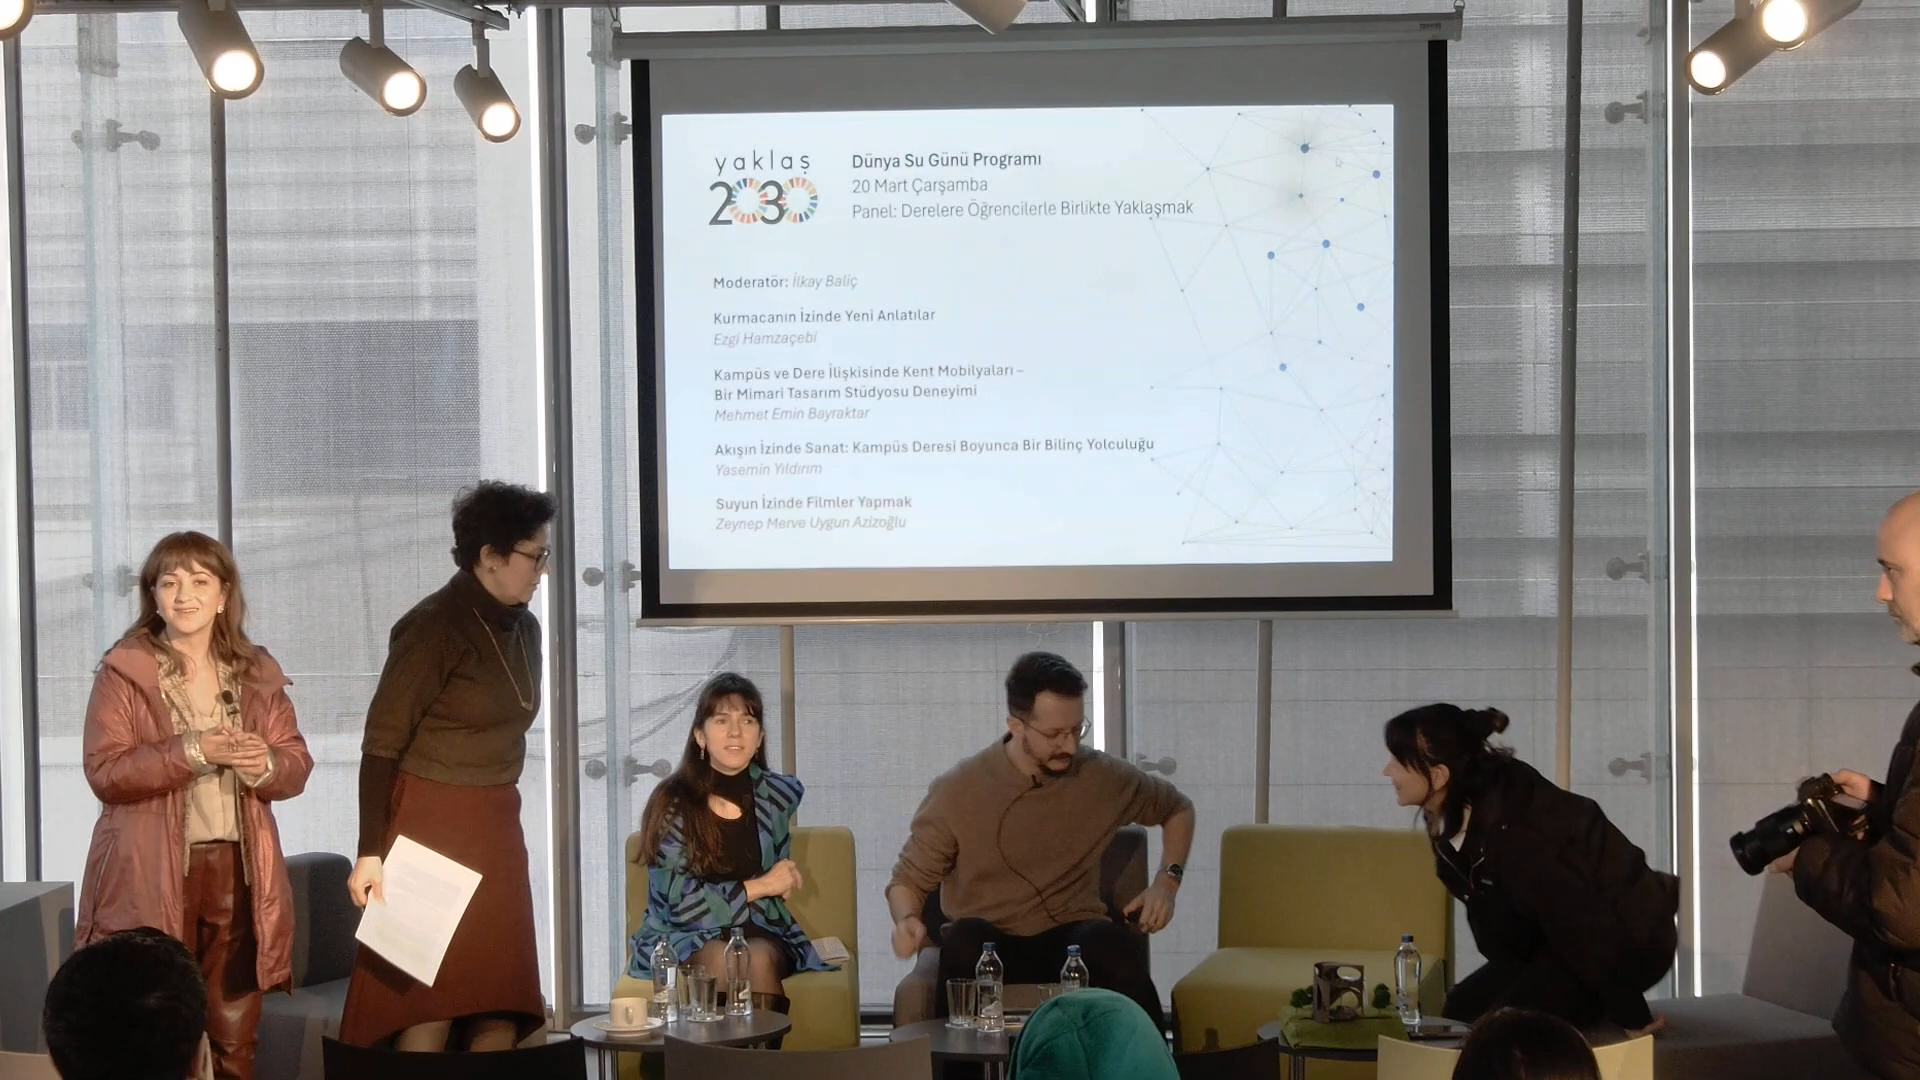 yaklaş
2030
Dünya Su Günü Programı
20 Mart Çarşamba
Panel: Derelere Öğrencilerle Birlikte Yaklaşmak
Moderatör: İlkay Baliç
Kurmacanın İzinde Yeni Anlatılar
Ezgi Hamzaçebi
Kampüs ve Dere İlişkisinde Kent Mobilyaları –
Bir Mimari Tasarım Stüdyosu Deneyimi
Mehmet Emin Bayraktar
Akışın İzinde Sanat: Kampüs Deresi Boyunca Bir Bilinç Yolculuğu
Yasemin Yıldırım
Suyun İzinde Filmler Yapmak
Zeynep Merve Uygun Azizoğlu